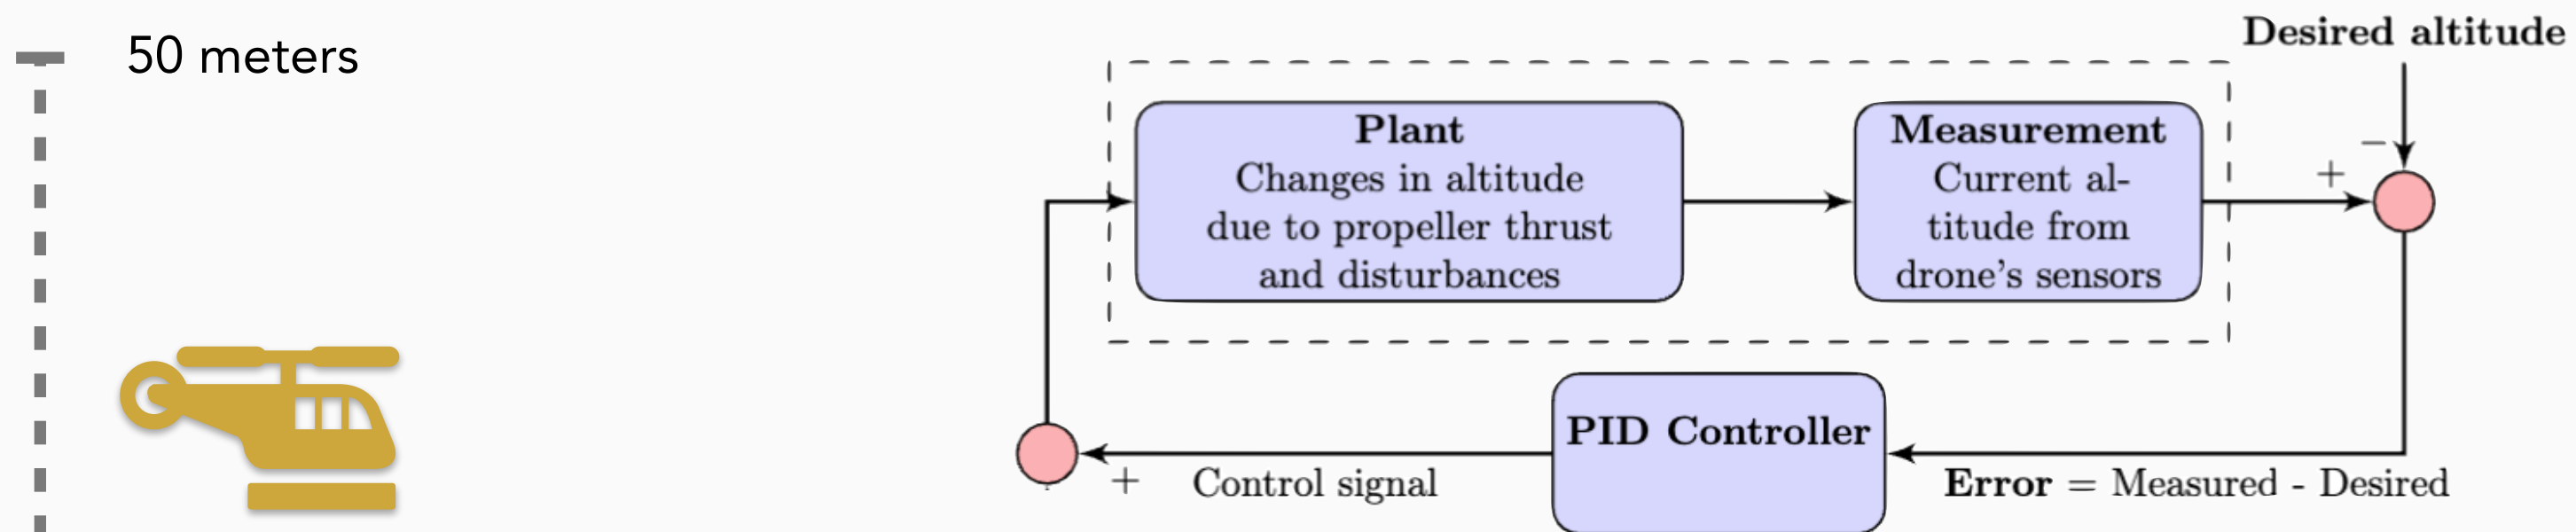 50 meters
Desired altitude
Plant
Changes in altitude
due to propeller thrust
and disturbances
Measurement
Current al-
titude from
drone's sensors
−
+
PID Controller
+
Control signal
Error = Measured - Desired